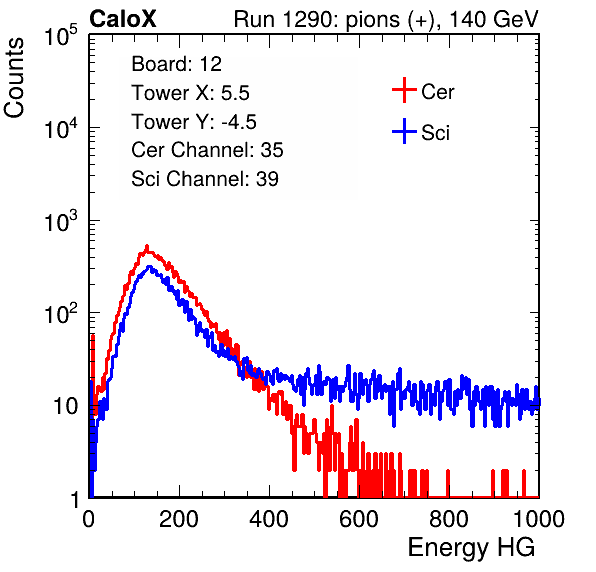 CaloX Run 1290: pions (+), 140 GeV
Counts
Board: 12
Tower X: 5.5
Tower Y: -4.5
Cer Channel: 35
Sci Channel: 39
Cer
Sci
10^5
10^4
10^3
10^2
10
1
0 200 400 600 800 1000
Energy HG